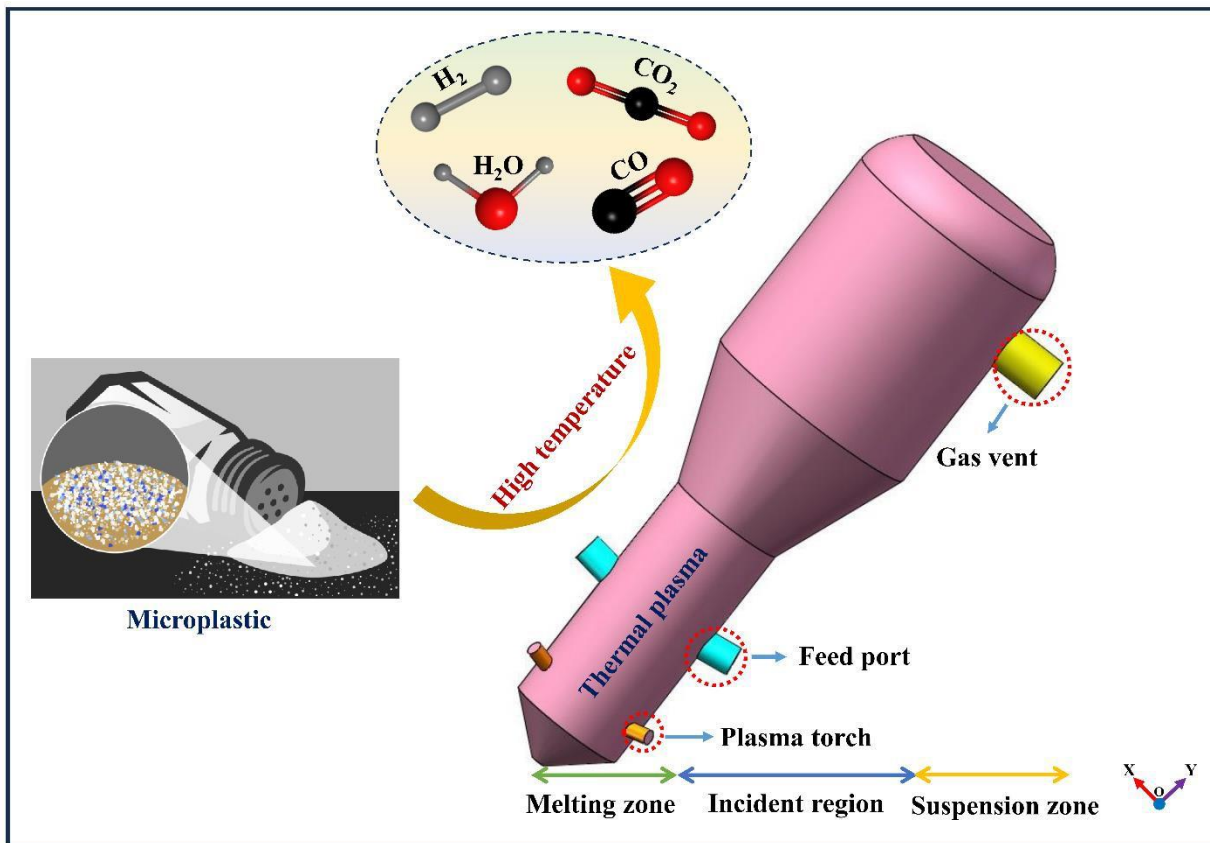 H₂
CO₂
H₂O
CO
High temperature
Gas vent
Microplastic
Thermal plasma
Feed port
Plasma torch
Melting zone
Incident region
Suspension zone
X
O
Y